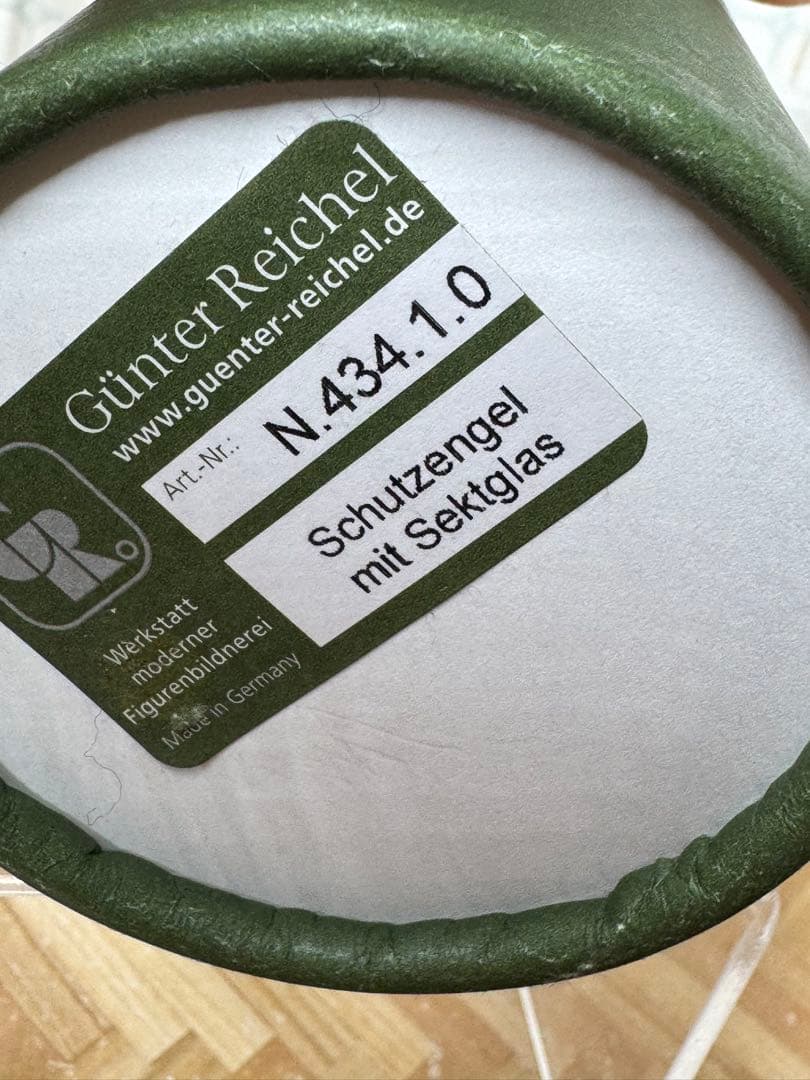 Günter Reichel
www.guenter-reichel.de
Art.-Nr.: N.434.1.0
Schutzengel
mit Sektglas
GR
Werkstatt
moderner
Figurenbildnerei
Made in Germany